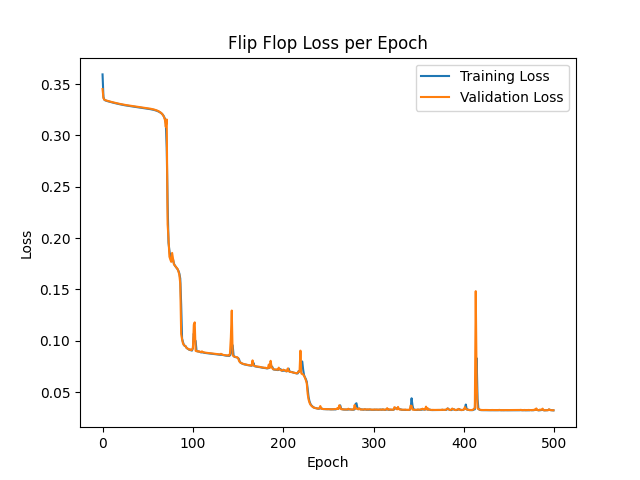 Flip Flop Loss per Epoch
Training Loss
Validation Loss
0.35
0.30
0.25
0.20
0.15
0.10
0.05
Loss
0 100 200 300 400 500
Epoch